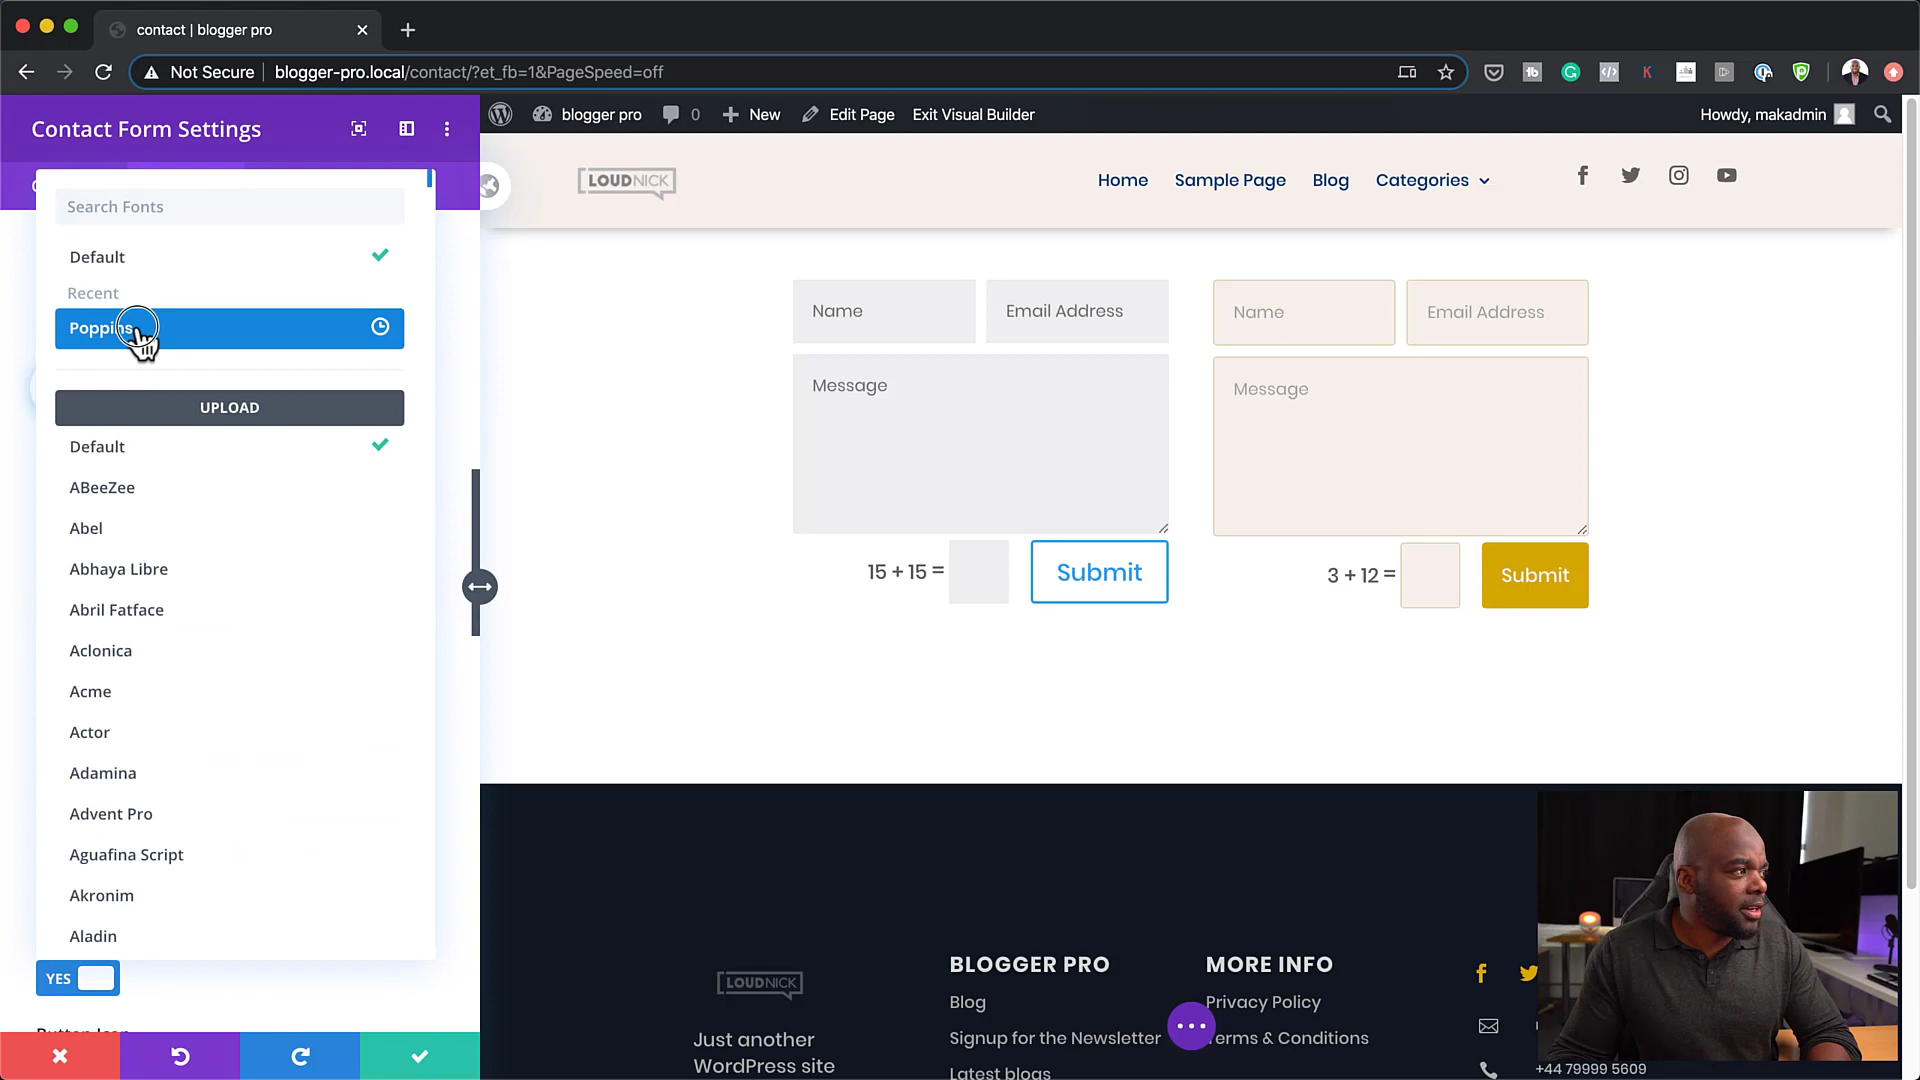 contact | blogger pro
Not Secure
blogger-pro.local/contact/?et_fb=1&PageSpeed=off
Contact Form Settings
blogger pro
0
New
Edit Page
Exit Visual Builder
Howdy, makadmin
LOUDNICK
Home
Sample Page
Blog
Categories
Search Fonts
Default
Recent
Poppins
UPLOAD
Default
ABeeZee
Abel
Abhaya Libre
Abril Fatface
Aclonica
Acme
Actor
Adamina
Advent Pro
Aguafina Script
Akronim
Aladin
YES
Name
Email Address
Message
15 + 15 =
Submit
Name
Email Address
Message
3 + 12 =
Submit
LOUDNICK
Just another
WordPress site
BLOGGER PRO
Blog
Signup for the Newsletter
Latest blogs
MORE INFO
Privacy Policy
Terms & Conditions
+44 79999 5609